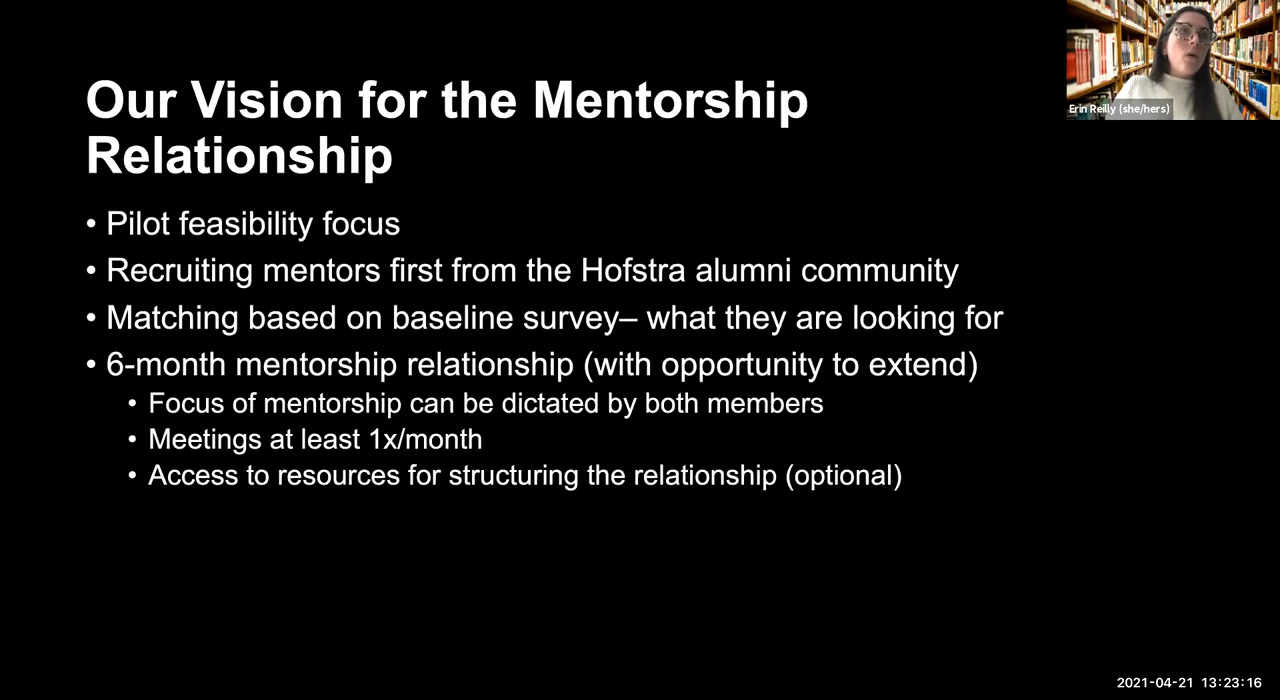 Our Vision for the Mentorship
Relationship
• Pilot feasibility focus
• Recruiting mentors first from the Hofstra alumni community
• Matching based on baseline survey– what they are looking for
• 6-month mentorship relationship (with opportunity to extend)
• Focus of mentorship can be dictated by both members
• Meetings at least 1x/month
• Access to resources for structuring the relationship (optional)
Erin Reilly (she/hers)
2021-04-21 13:23:16